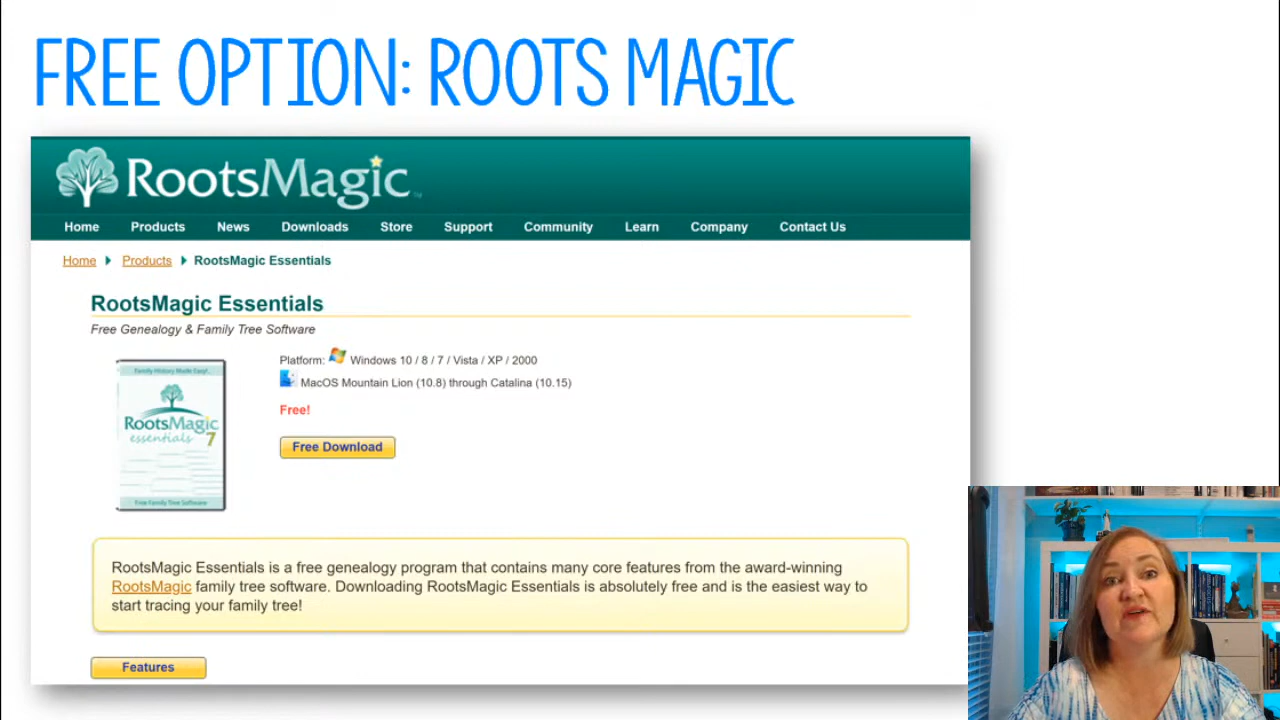 FREE OPTION: ROOTS MAGIC
RootsMagic
Home Products News Downloads Store Support Community Learn Company Contact Us
Home Products RootsMagic Essentials
RootsMagic Essentials
Free Genealogy & Family Tree Software
Family History Made Easy!
RootsMagic
essentials 7
Free Family Tree Software
Platform: Windows 10 / 8 / 7 / Vista / XP / 2000
MacOS Mountain Lion (10.8) through Catalina (10.15)
Free!
Free Download
RootsMagic Essentials is a free genealogy program that contains many core features from the award-winning
RootsMagic family tree software. Downloading RootsMagic Essentials is absolutely free and is the easiest way to
start tracing your family tree!
Features